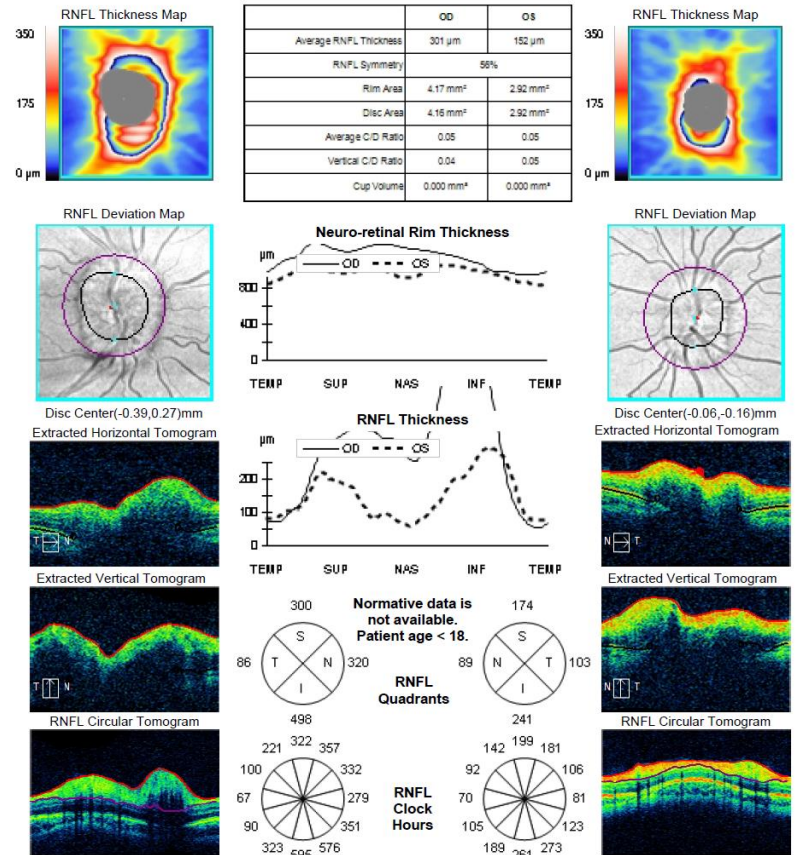 RNFL Thickness Map
350
175
0 µm
OD OS
Average RNFL Thickness 301 µm 152 µm
RNFL Symmetry 56%
Rim Area 4.17 mm² 2.92 mm²
Disc Area 4.16 mm² 2.92 mm²
Average C/D Ratio 0.05 0.05
Vertical C/D Ratio 0.04 0.05
Cup Volume 0.000 mm³ 0.000 mm³
RNFL Thickness Map
350
175
0 µm
RNFL Deviation Map
Disc Center(-0.39,0.27)mm
Neuro-retinal Rim Thickness
µm
OD OS
800
400
0
TEMP SUP NAS INF TEMP
RNFL Deviation Map
Disc Center(-0.06,-0.16)mm
Extracted Horizontal Tomogram
T N
RNFL Thickness
µm
OD OS
200
100
0
TEMP SUP NAS INF TEMP
Extracted Horizontal Tomogram
N T
Extracted Vertical Tomogram
T N
300
S
86 T N 320
I
498
Normative data is
not available.
Patient age < 18.
RNFL
Quadrants
174
S
89 N T 103
I
241
Extracted Vertical Tomogram
T N
RNFL Circular Tomogram
322
221 357
100 332
67 279
90 351
323 576
595
RNFL
Clock
Hours
199
142 181
92 106
70 81
105 123
189 273
261
RNFL Circular Tomogram